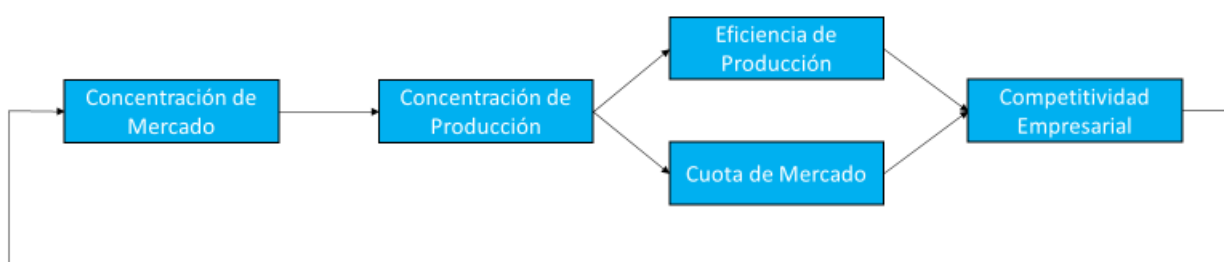 Concentración de
Mercado
Concentración de
Producción
Eficiencia de
Producción
Cuota de Mercado
Competitividad
Empresarial